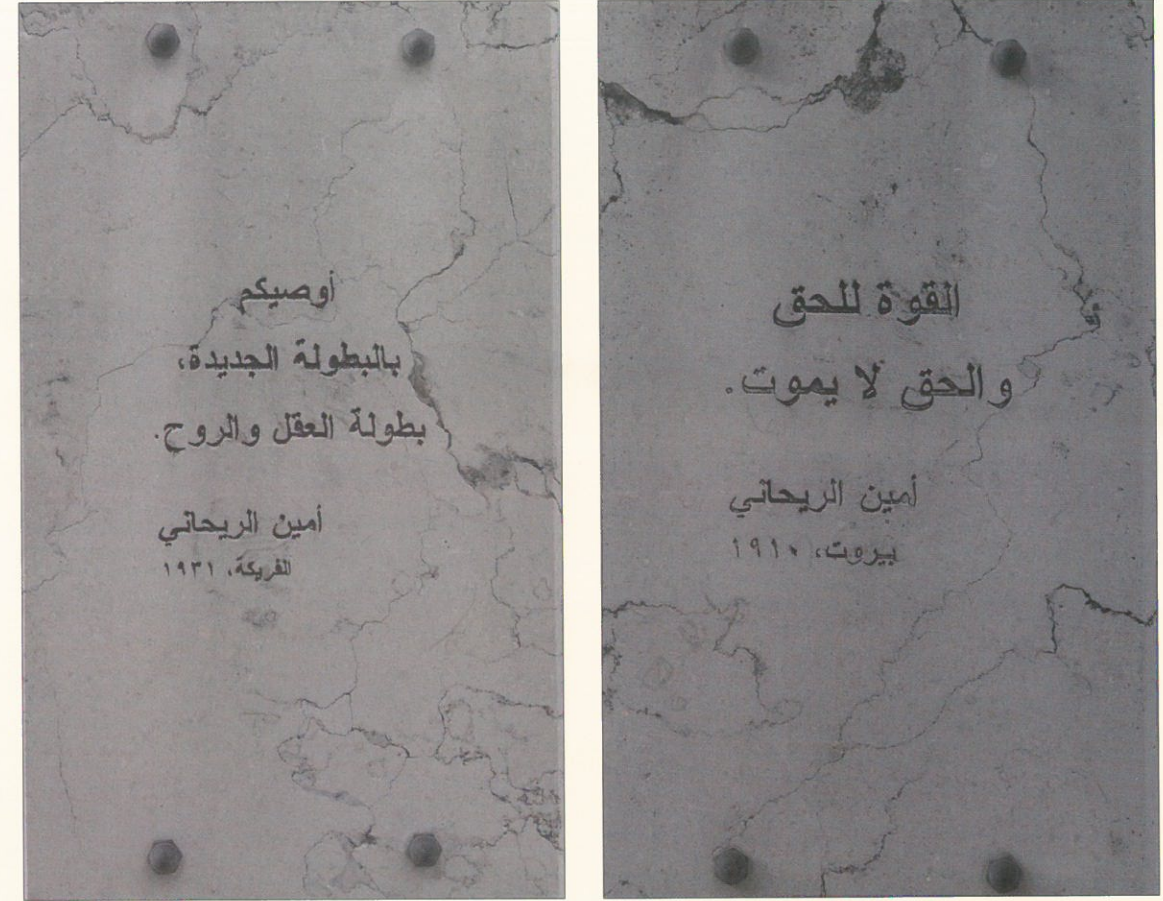 أوصيكم
بالبطولة الجديدة،
بطولة العقل والروح.
أمين الريحاني
الفريكة، ١٩٣١
القوة للحق
والحق لا يموت.
أمين الريحاني
بيروت، ١٩١٠